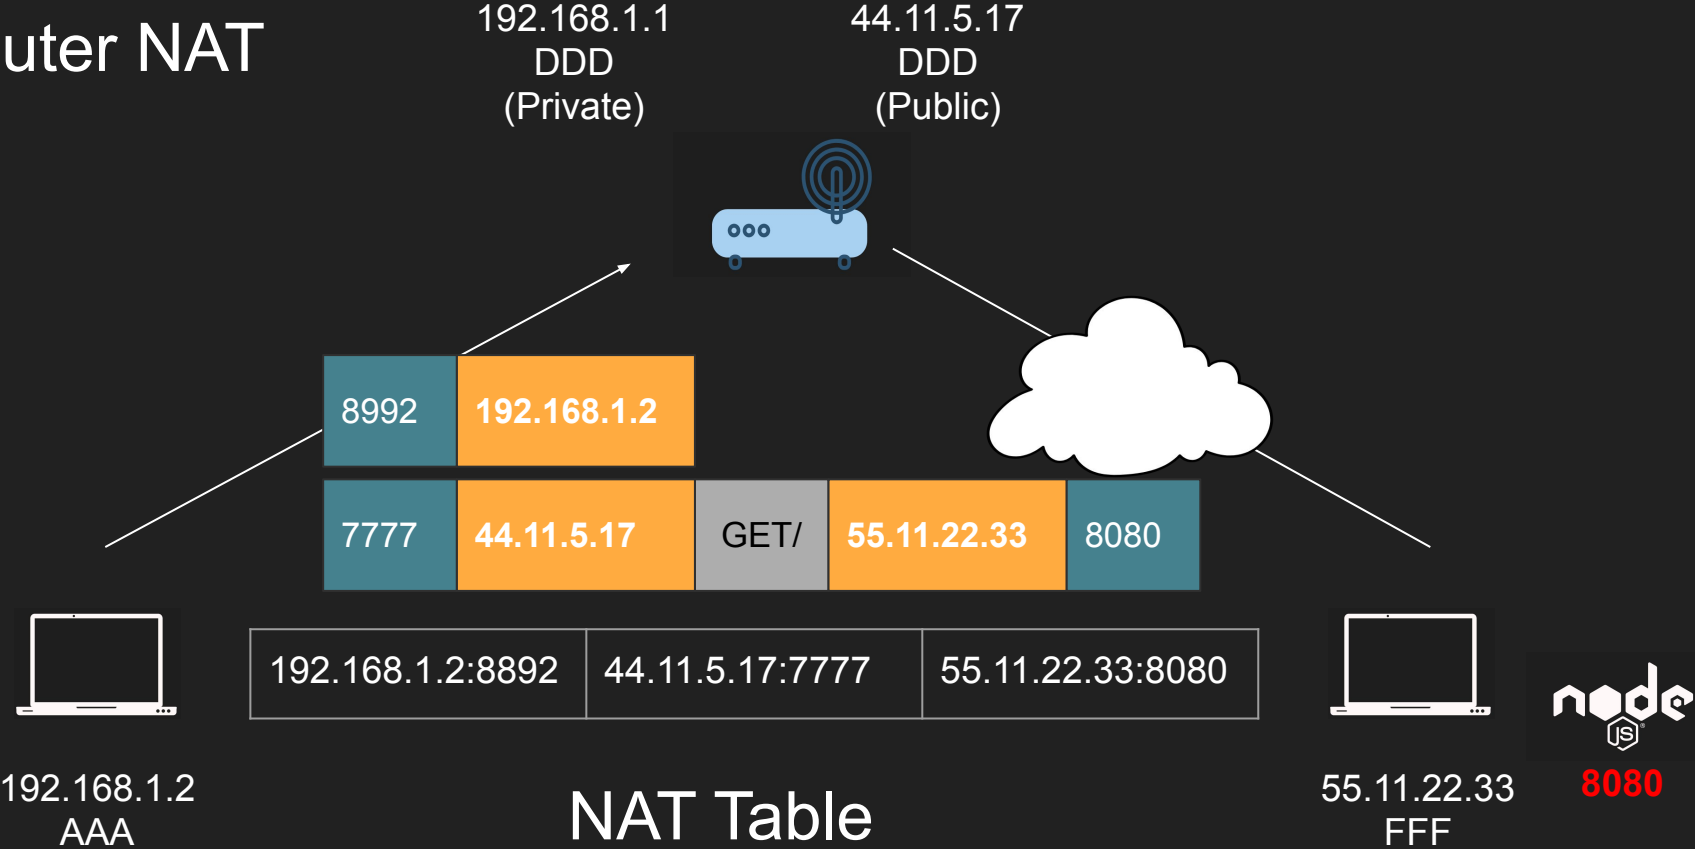 uter NAT
192.168.1.1
DDD
(Private)
44.11.5.17
DDD
(Public)
8992 192.168.1.2
7777 44.11.5.17 GET/ 55.11.22.33 8080
192.168.1.2:8892 44.11.5.17:7777 55.11.22.33:8080
node
JS
192.168.1.2
AAA
NAT Table
55.11.22.33
FFF
8080